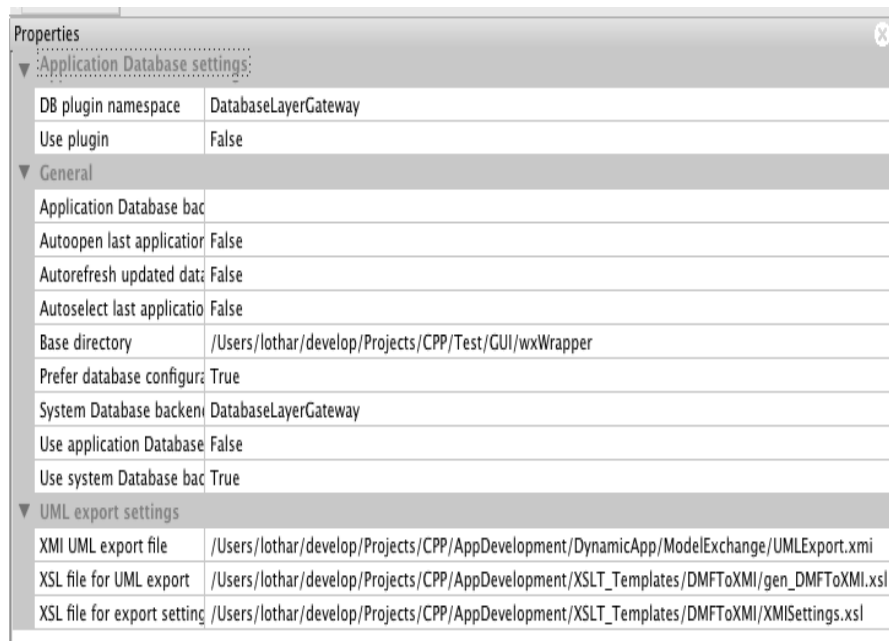 Properties
Application Database settings
DB plugin namespace DatabaseLayerGateway
Use plugin False
General
Application Database bac
Autoopen last application False
Autorefresh updated data False
Autoselect last applicatio False
Base directory /Users/lothar/develop/Projects/CPP/Test/GUI/wxWrapper
Prefer database configura True
System Database backen DatabaseLayerGateway
Use application Database False
Use system Database bac True
UML export settings
XMI UML export file /Users/lothar/develop/Projects/CPP/AppDevelopment/DynamicApp/ModelExchange/UMLExport.xmi
XSL file for UML export /Users/lothar/develop/Projects/CPP/AppDevelopment/XSLT_Templates/DMFToXMI/gen_DMFToXMI.xsl
XSL file for export setting /Users/lothar/develop/Projects/CPP/AppDevelopment/XSLT_Templates/DMFToXMI/XMISettings.xsl